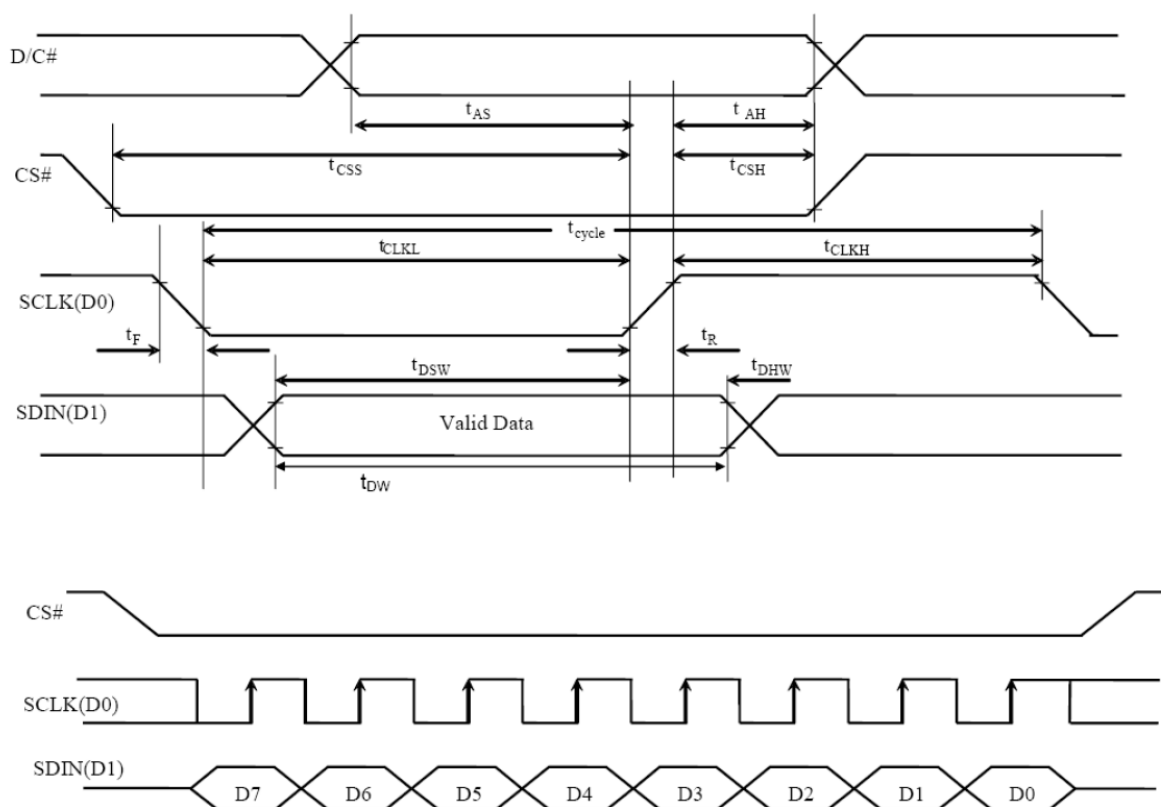 D/C#
tAS
t AH
tCSS
tCSH
CS#
tcycle
tCLKL
tCLKH
SCLK(D0)
tF
tR
tDSW
tDHW
SDIN(D1)
Valid Data
tDW
CS#
SCLK(D0)
SDIN(D1)
D7 D6 D5 D4 D3 D2 D1 D0